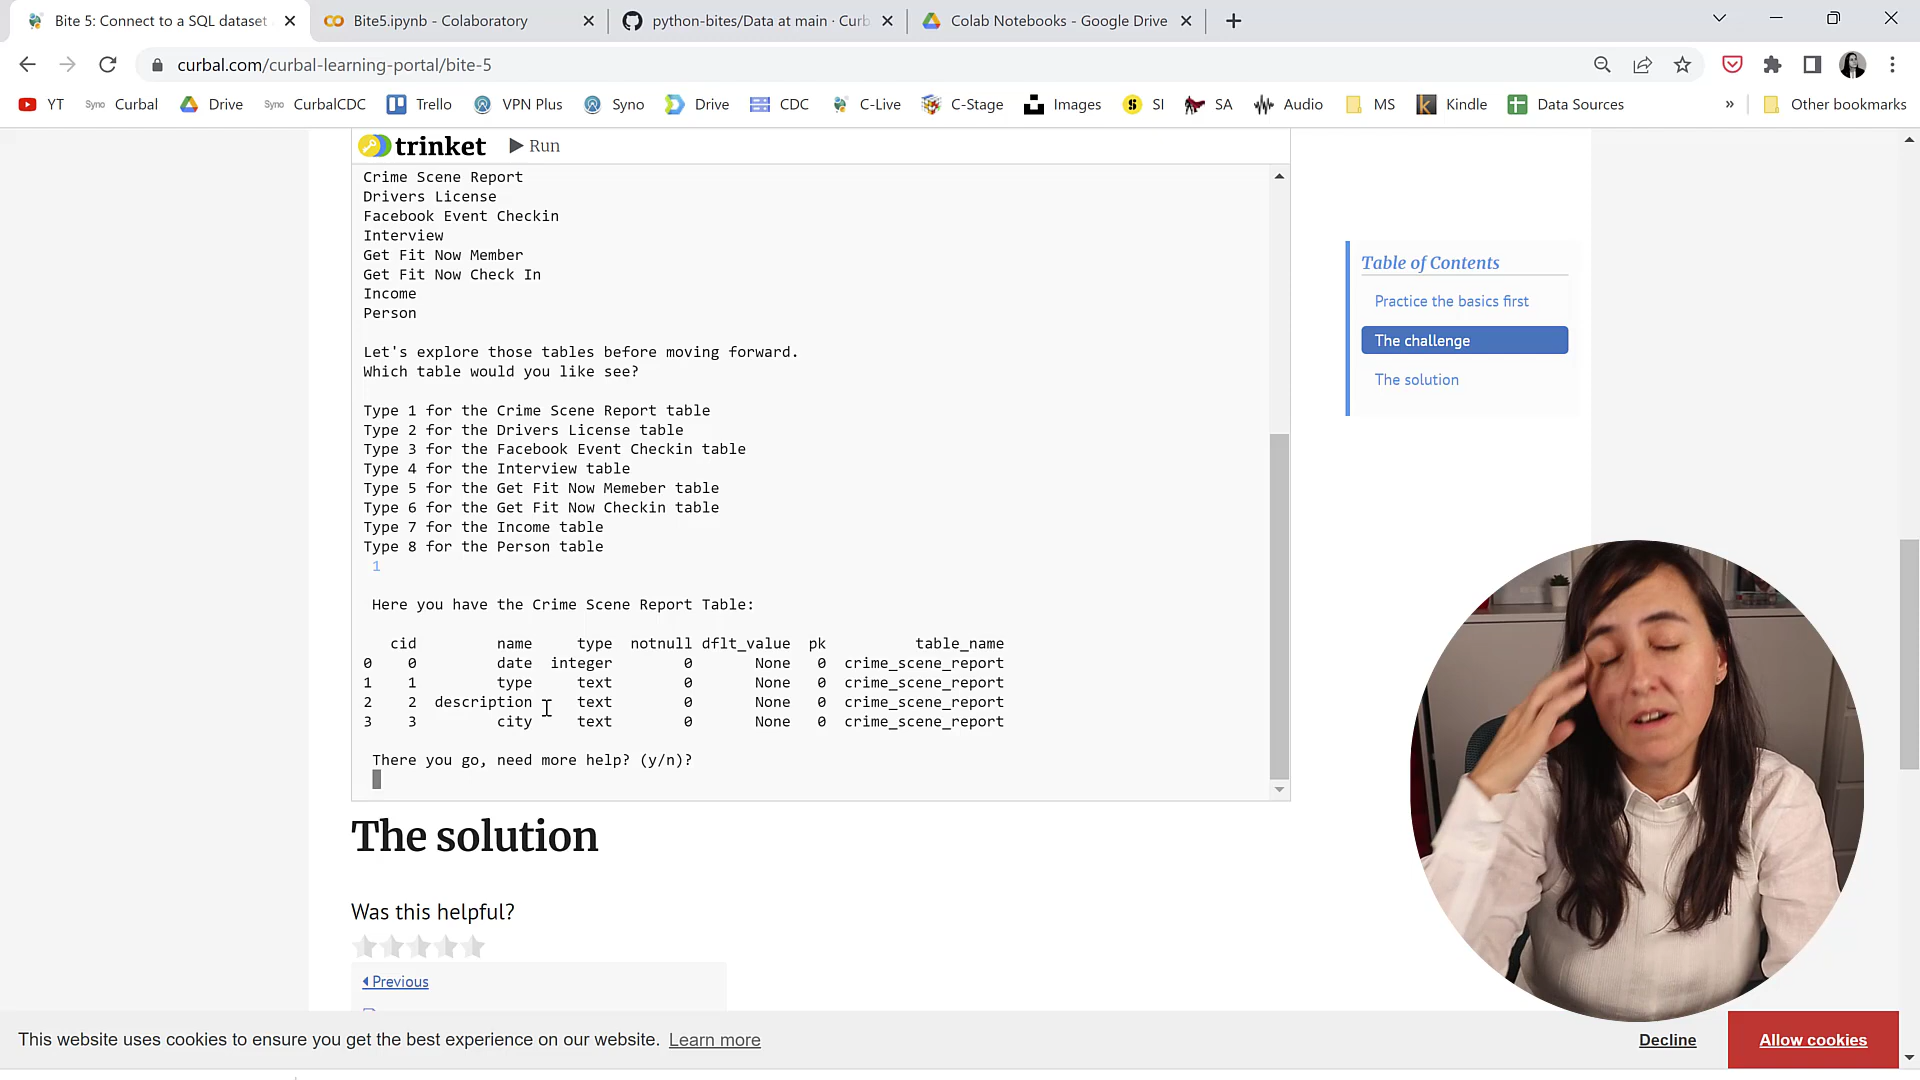 Bite 5: Connect to a SQL dataset
Bite5.ipynb - Colaboratory
python-bites/Data at main · Curb
Colab Notebooks - Google Drive
curbal.com/curbal-learning-portal/bite-5
YT
Syno Curbal
Drive
Syno CurbalCDC
Trello
VPN Plus
Syno
Drive
CDC
C-Live
C-Stage
Images
SI
SA
Audio
MS
Kindle
Data Sources
»
Other bookmarks
trinket Run
Crime Scene Report
Drivers License
Facebook Event Checkin
Interview
Get Fit Now Member
Get Fit Now Check In
Income
Person
Let's explore those tables before moving forward.
Which table would you like see?
Type 1 for the Crime Scene Report table
Type 2 for the Drivers License table
Type 3 for the Facebook Event Checkin table
Type 4 for the Interview table
Type 5 for the Get Fit Now Memeber table
Type 6 for the Get Fit Now Checkin table
Type 7 for the Income table
Type 8 for the Person table
1
Here you have the Crime Scene Report Table:
cid name type notnull dflt_value pk table_name
0 0 date integer 0 None 0 crime_scene_report
1 1 type text 0 None 0 crime_scene_report
2 2 description text 0 None 0 crime_scene_report
3 3 city text 0 None 0 crime_scene_report
There you go, need more help? (y/n)?
Table of Contents
Practice the basics first
The challenge
The solution
The solution
Was this helpful?
Previous
This website uses cookies to ensure you get the best experience on our website. Learn more
Decline
Allow cookies